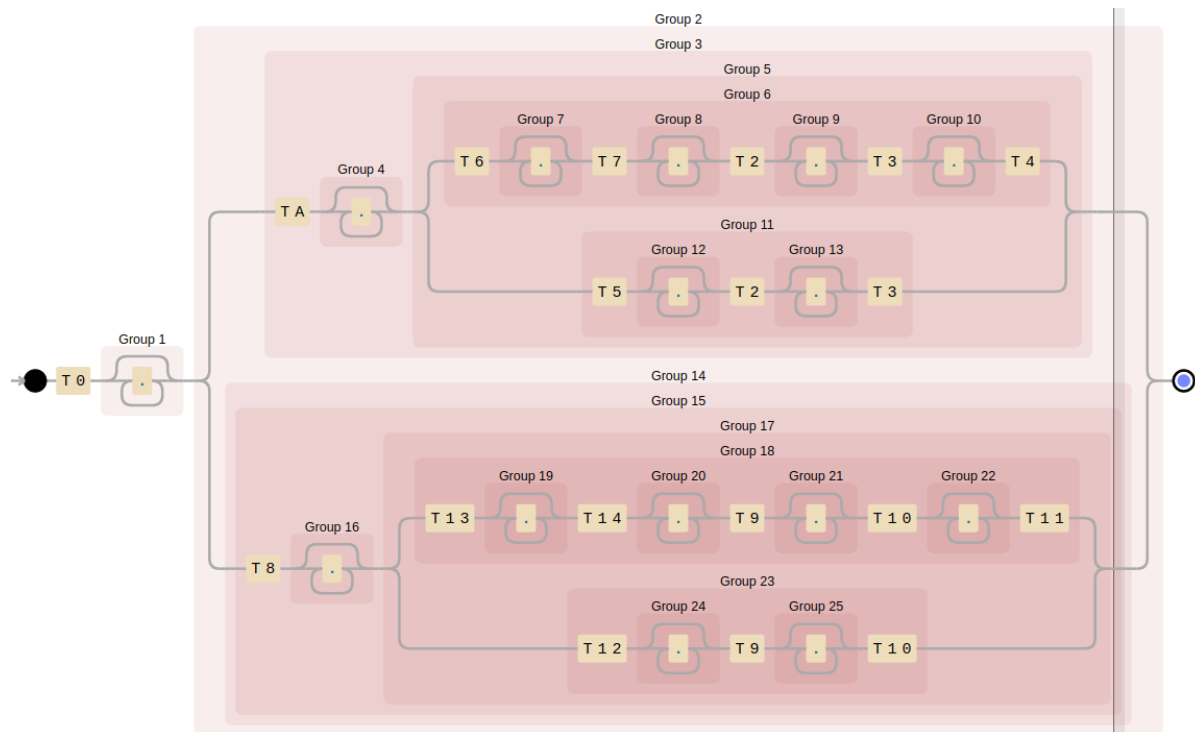 Group 2
Group 3
Group 5
Group 6
Group 7 Group 8 Group 9 Group 10
T 6 . T 7 . T 2 . T 3 . T 4
Group 4
T A .
Group 11
Group 12 Group 13
T 5 . T 2 . T 3
Group 1
T 0 .
Group 14
Group 15
Group 17
Group 18
Group 19 Group 20 Group 21 Group 22
T 1 3 . T 1 4 . T 9 . T 1 0 . T 1 1
Group 16
T 8 .
Group 23
Group 24 Group 25
T 1 2 . T 9 . T 1 0